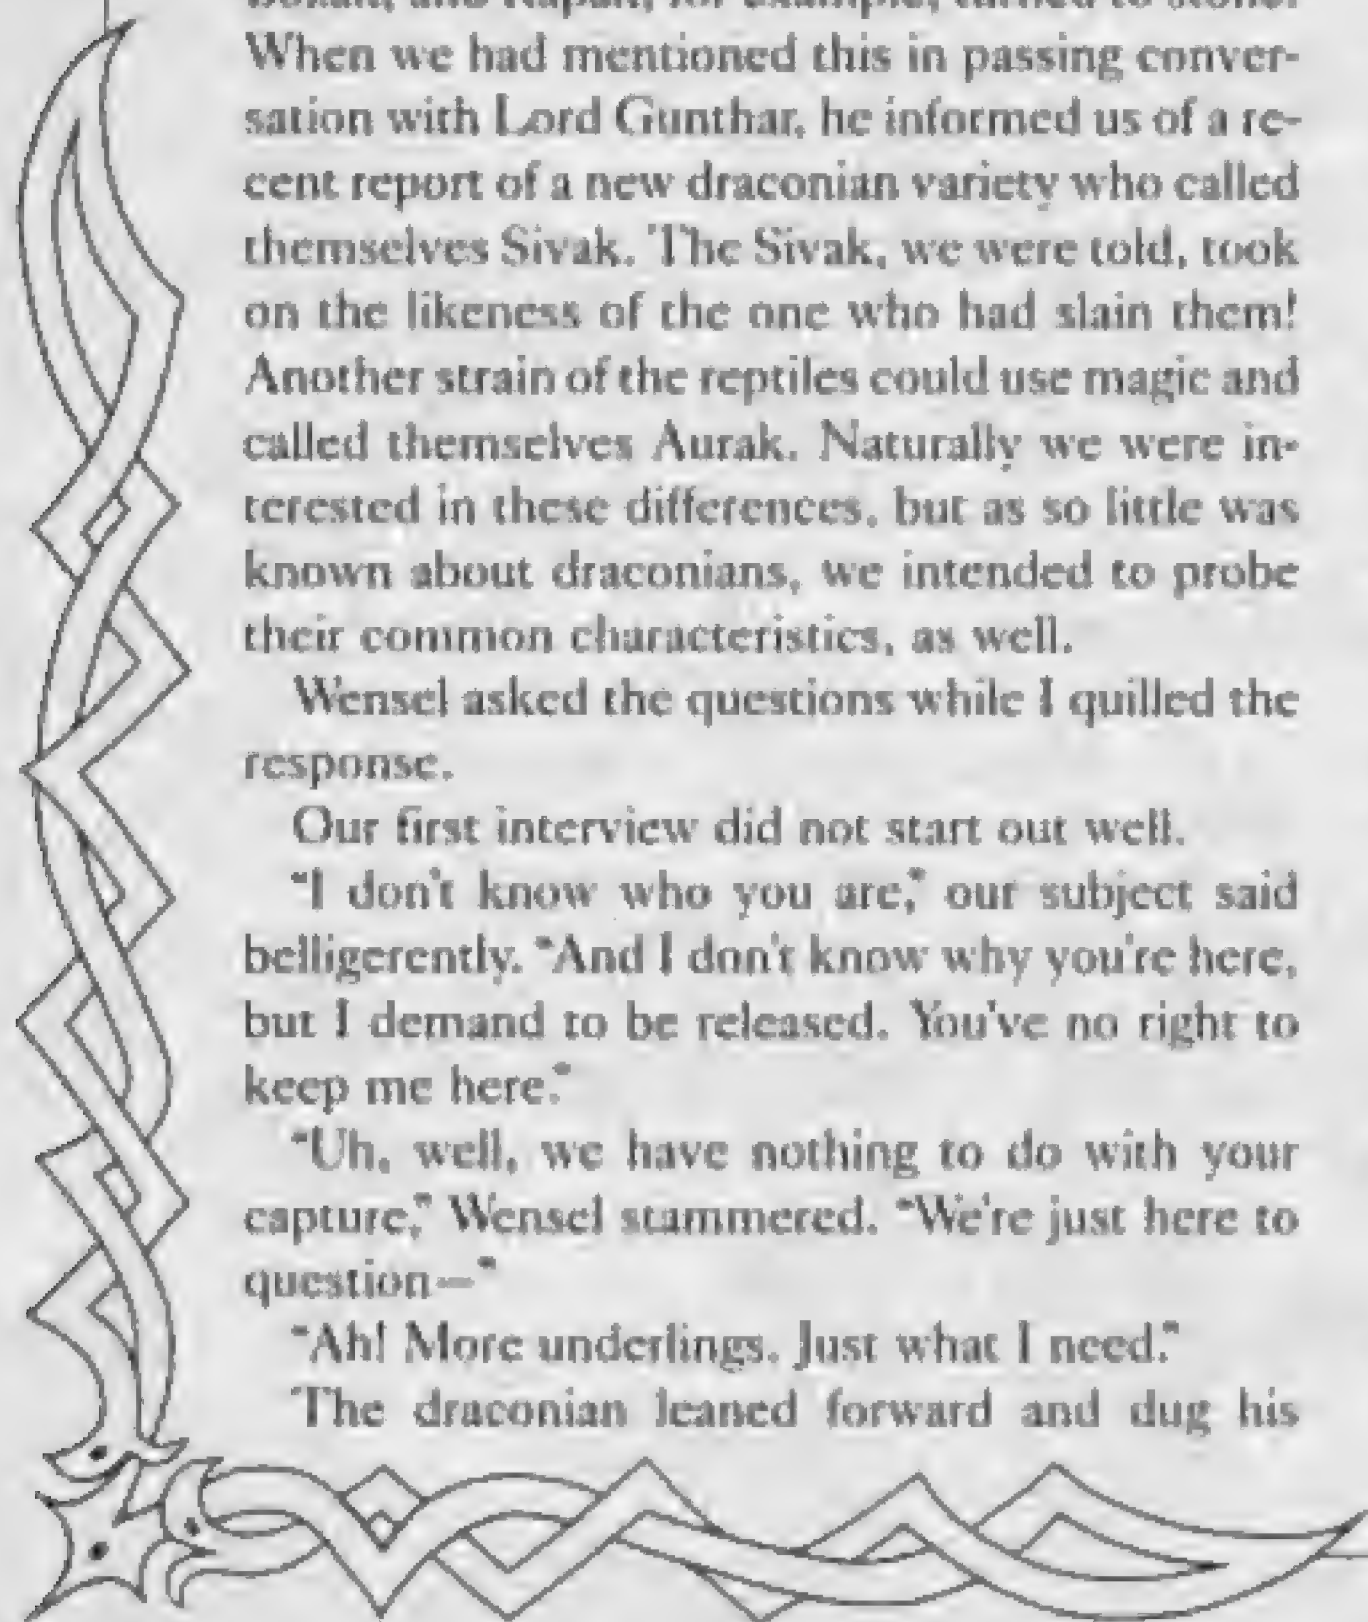 and Kapak, for example, turned to stone.
When we had mentioned this in passing conver-
sation with Lord Gunthar, he informed us of a re-
cent report of a new draconian variety who called
themselves Sivak. The Sivak, we were told, took
on the likeness of the one who had slain them!
Another strain of the reptiles could use magic and
called themselves Aurak. Naturally we were in-
terested in these differences, but as so little was
known about draconians, we intended to probe
their common characteristics, as well.
Wensel asked the questions while I quilled the
response.
Our first interview did not start out well.
"I don't know who you are," our subject said
belligerently. "And I don't know why you're here,
but I demand to be released. You've no right to
keep me here."
"Uh, well, we have nothing to do with your
capture," Wensel stammered. "We're just here to
question—"
"Ah! More underlings. Just what I need."
The draconian leaned forward and dug his